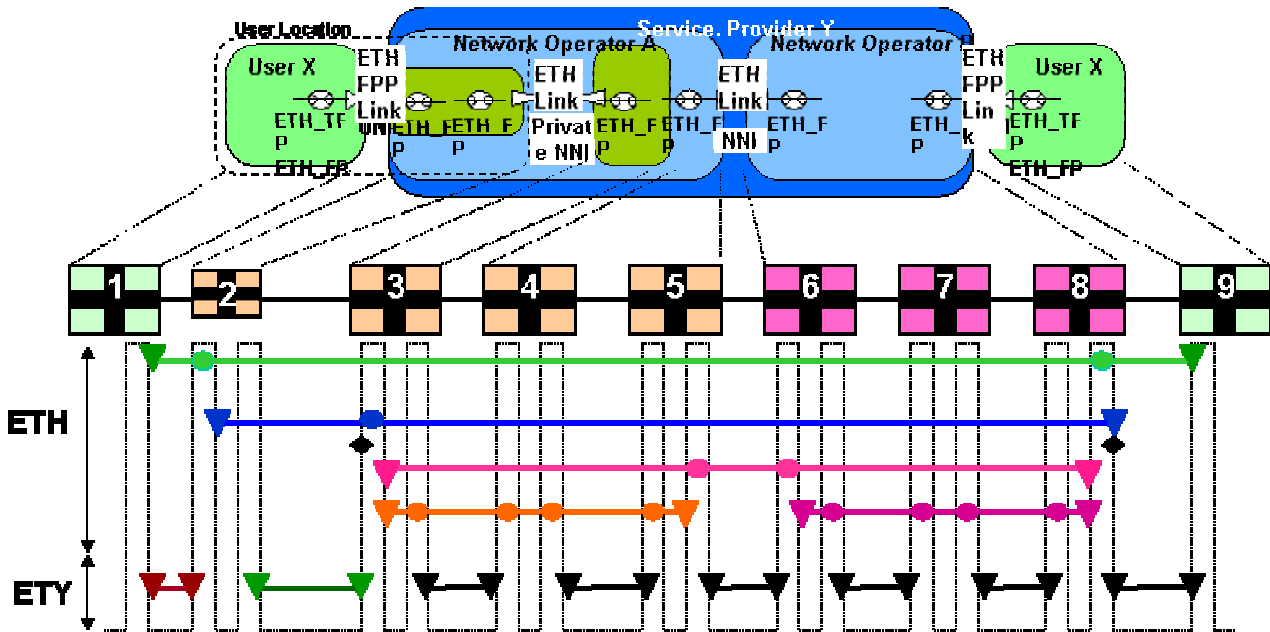 User Location
Service. Provider Y
Network Operator A
Network Operator
User X
ETH
FPP
Link
UNI
ETH
Link
Privat
e NNI
ETH
Link
NNI
ETH
FPP
Lin
k
User X
ETH_TF
P
ETH_FP
ETH_F
P
ETH_F
P
ETH_F
P
ETH_F
P
ETH_F
P
ETH_
P
ETH_TF
P
ETH_FP
1
2
3
4
5
6
7
8
9
ETH
ETY